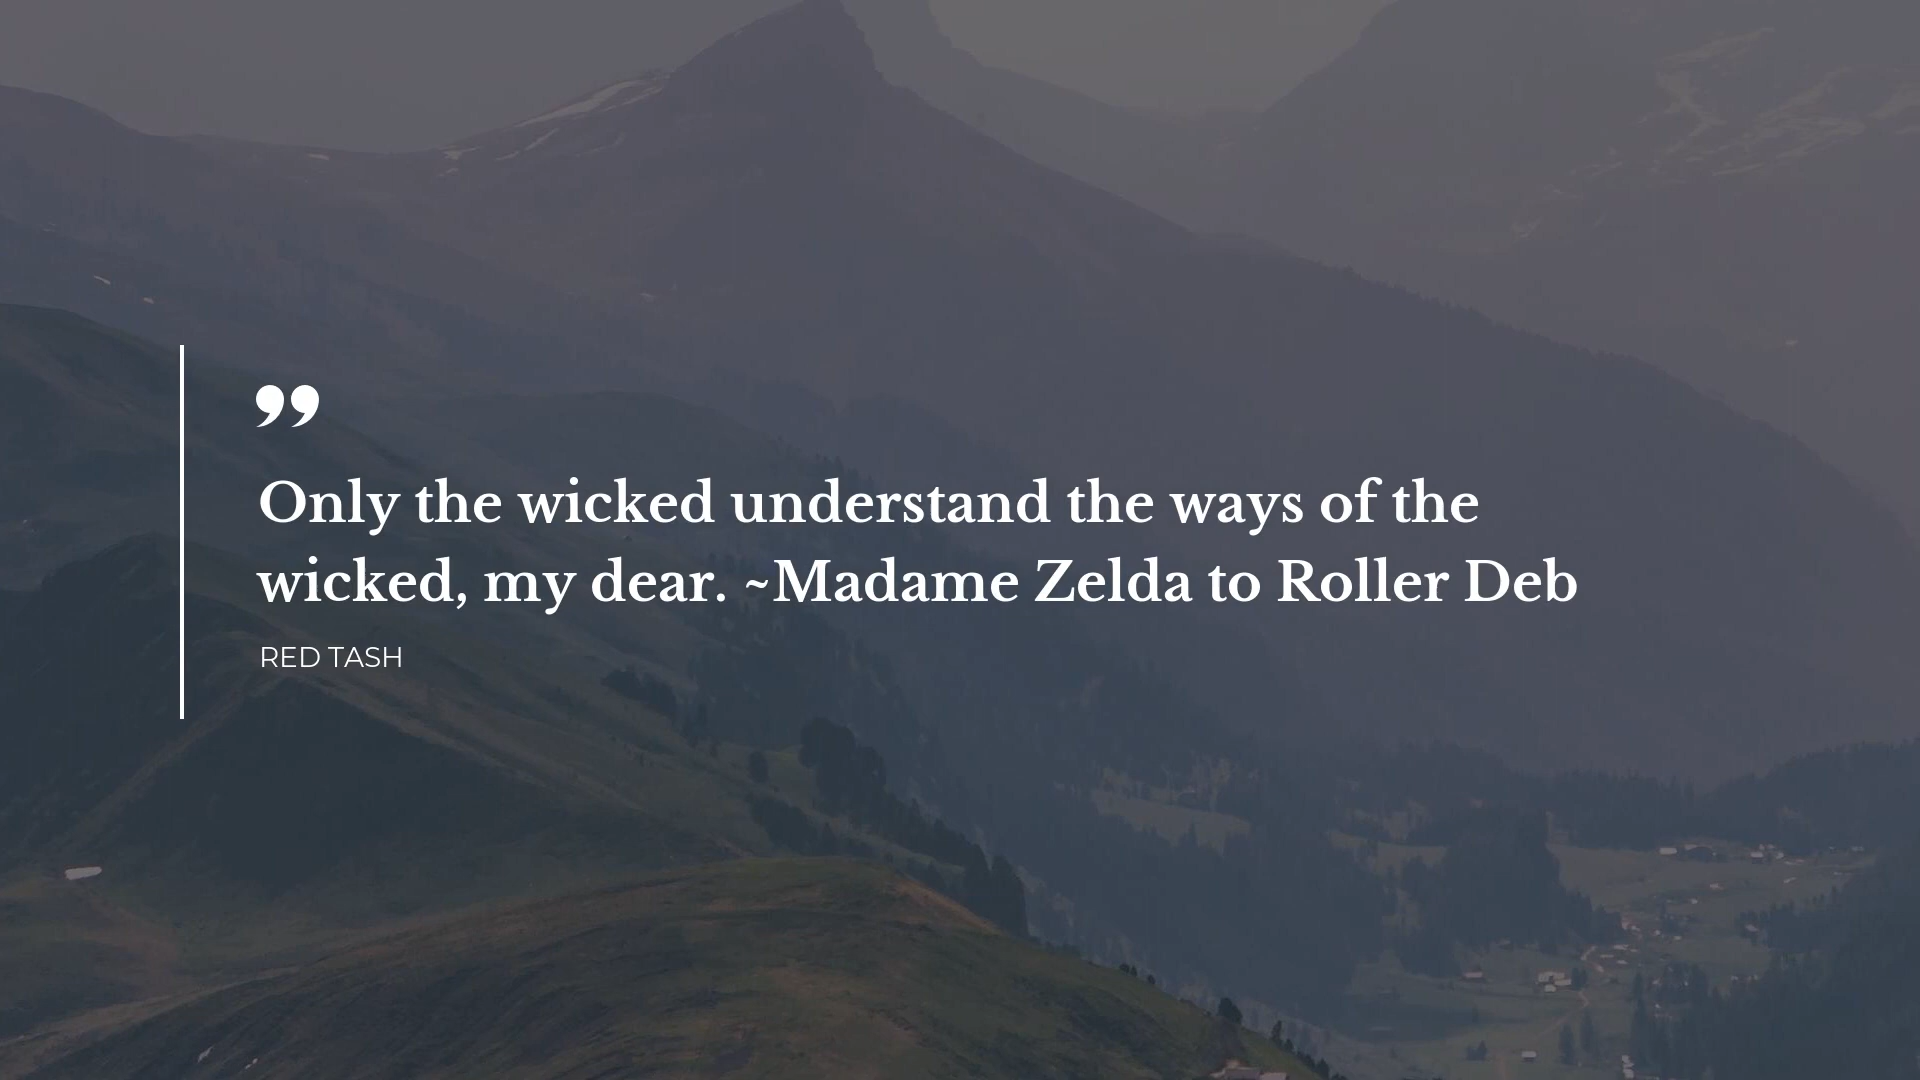 ”
Only the wicked understand the ways of the
wicked, my dear. ~Madame Zelda to Roller Deb
RED TASH